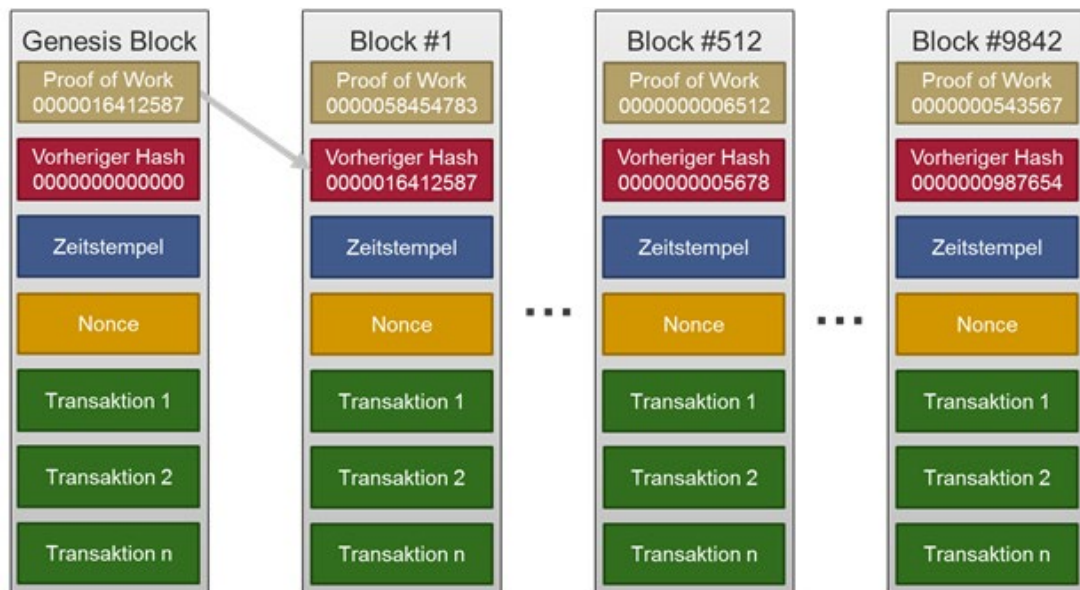 Genesis Block
Proof of Work
0000016412587
Vorheriger Hash
0000000000000
Zeitstempel
Nonce
Transaktion 1
Transaktion 2
Transaktion n
Block #1
Proof of Work
0000058454783
Vorheriger Hash
0000016412587
Zeitstempel
Nonce
Transaktion 1
Transaktion 2
Transaktion n
...
Block #512
Proof of Work
0000000006512
Vorheriger Hash
0000000005678
Zeitstempel
Nonce
Transaktion 1
Transaktion 2
Transaktion n
...
Block #9842
Proof of Work
0000000543567
Vorheriger Hash
0000000987654
Zeitstempel
Nonce
Transaktion 1
Transaktion 2
Transaktion n